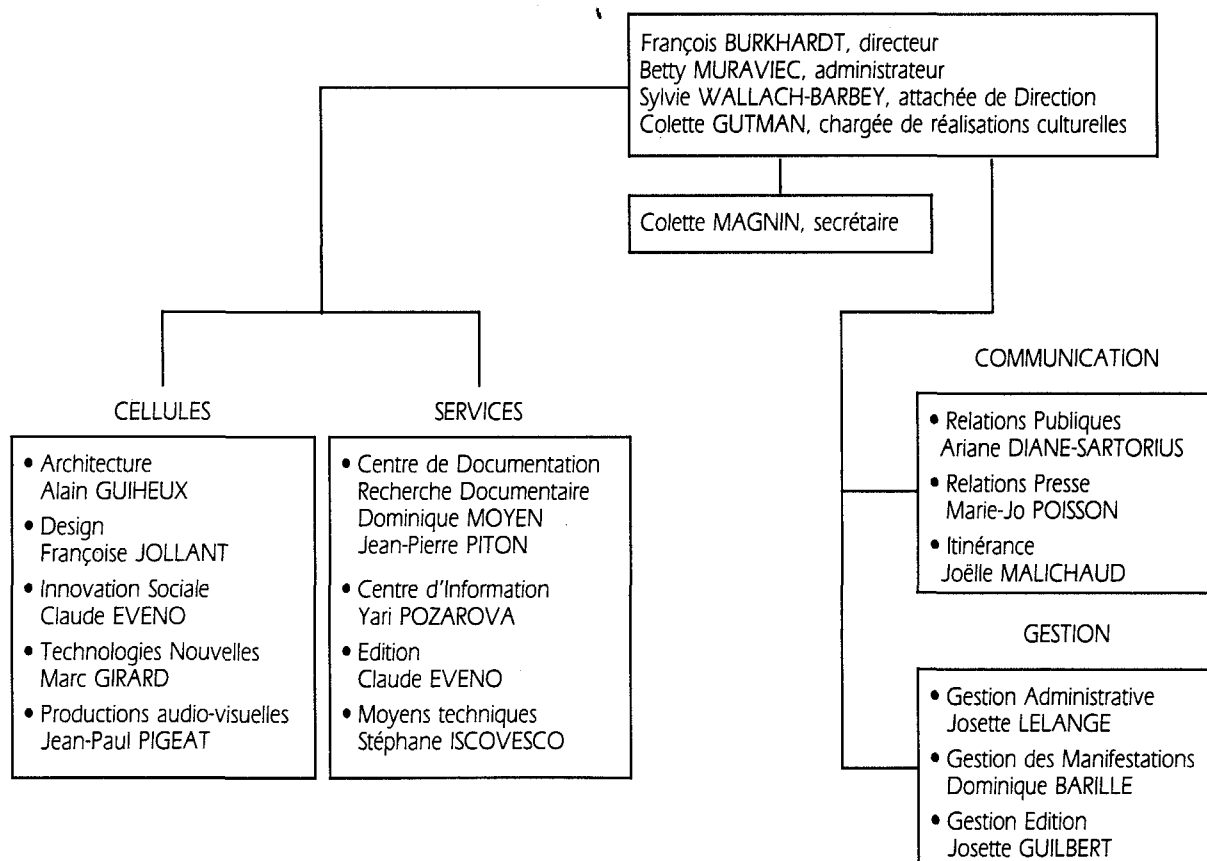 François BURKHARDT, directeur
Betty MURAVIEC, administrateur
Sylvie WALLACH-BARBEY, attachée de Direction
Colette GUTMAN, chargée de réalisations culturelles
Colette MAGNIN, secrétaire
CELLULES
• Architecture
Alain GUIHEUX
• Design
Françoise JOLLANT
• Innovation Sociale
Claude EVENO
• Technologies Nouvelles
Marc GIRARD
• Productions audio-visuelles
Jean-Paul PIGEAT
SERVICES
• Centre de Documentation
Recherche Documentaire
Dominique MOYEN
Jean-Pierre PITON
• Centre d'Information
Yari POZAROVA
• Edition
Claude EVENO
• Moyens techniques
Stéphane ISCOVESCO
COMMUNICATION
• Relations Publiques
Ariane DIANE-SARTORIUS
• Relations Presse
Marie-Jo POISSON
• Itinérance
Joëlle MALICHAUD
GESTION
• Gestion Administrative
Josette LELANGE
• Gestion des Manifestations
Dominique BARILLE
• Gestion Edition
Josette GUILBERT